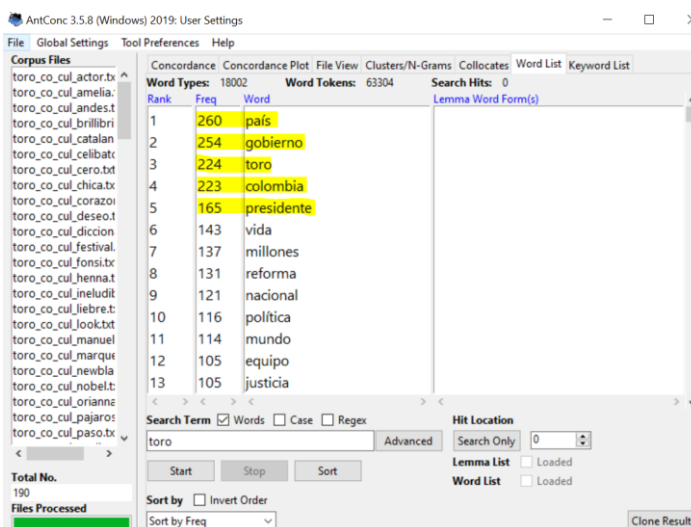 AntConc 3.5.8 (Windows) 2019: User Settings
File Global Settings Tool Preferences Help
Corpus Files
toro_co_cul_actor.tx
toro_co_cul_amelia.
toro_co_cul_andes.t
toro_co_cul_brillibri
toro_co_cul_catalan
toro_co_cul_celibato
toro_co_cul_cero.txt
toro_co_cul_chica.tx
toro_co_cul_corazoi
toro_co_cul_deseo.t
toro_co_cul_diccion
toro_co_cul_festival.
toro_co_cul_fonsi.tx
toro_co_cul_henna.t
toro_co_cul_ineludib
toro_co_cul_liebre.t
toro_co_cul_look.txt
toro_co_cul_manuel
toro_co_cul_marque
toro_co_cul_newbla
toro_co_cul_nobel.t
toro_co_cul_orianna
toro_co_cul_pajaros
toro_co_cul_paso.tx
Total No.
190
Files Processed
Concordance Concordance Plot File View Clusters/N-Grams Collocates Word List Keyword List
Word Types: 18002 Word Tokens: 63304 Search Hits: 0
Rank Freq Word Lemma Word Form(s)
1 260 país
2 254 gobierno
3 224 toro
4 223 colombia
5 165 presidente
6 143 vida
7 137 millones
8 131 reforma
9 121 nacional
10 116 política
11 114 mundo
12 105 equipo
13 105 justicia
Search Term Words Case Regex Hit Location
toro Advanced Search Only 0
Start Stop Sort Lemma List Loaded
Word List Loaded
Sort by Invert Order
Sort by Freq Clone Result